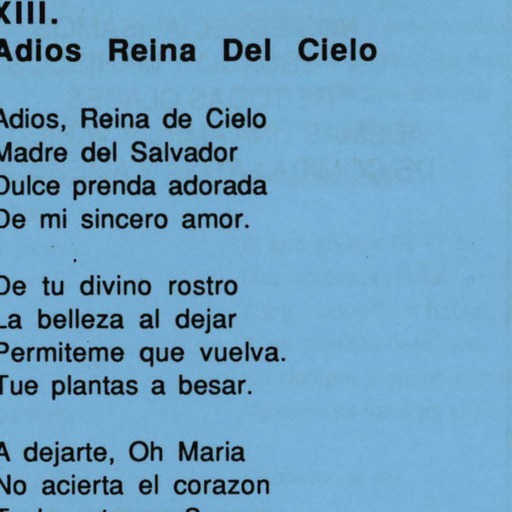 XIII.
Adios Reina Del Cielo
Adios, Reina de Cielo
Madre del Salvador
Dulce prenda adorada
De mi sincero amor.
De tu divino rostro
La belleza al dejar
Permiteme que vuelva.
Tue plantas a besar.
A dejarte, Oh Maria
No acierta el corazon